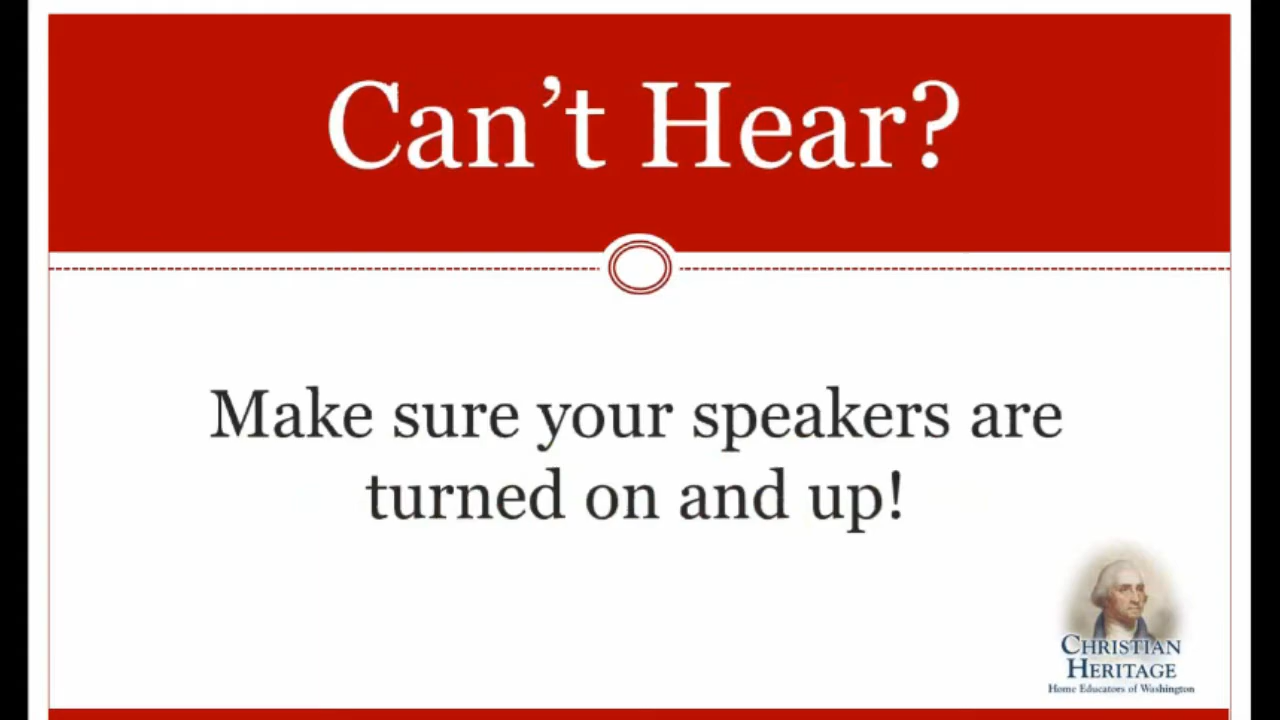 Can’t Hear?
Make sure your speakers are
turned on and up!
CHRISTIAN
HERITAGE
Home Educators of Washington